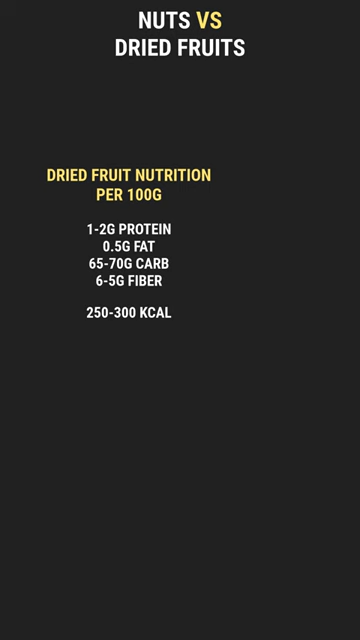 NUTS VS
DRIED FRUITS
DRIED FRUIT NUTRITION
PER 100G
1-2G PROTEIN
0.5G FAT
65-70G CARB
6-5G FIBER
250-300 KCAL